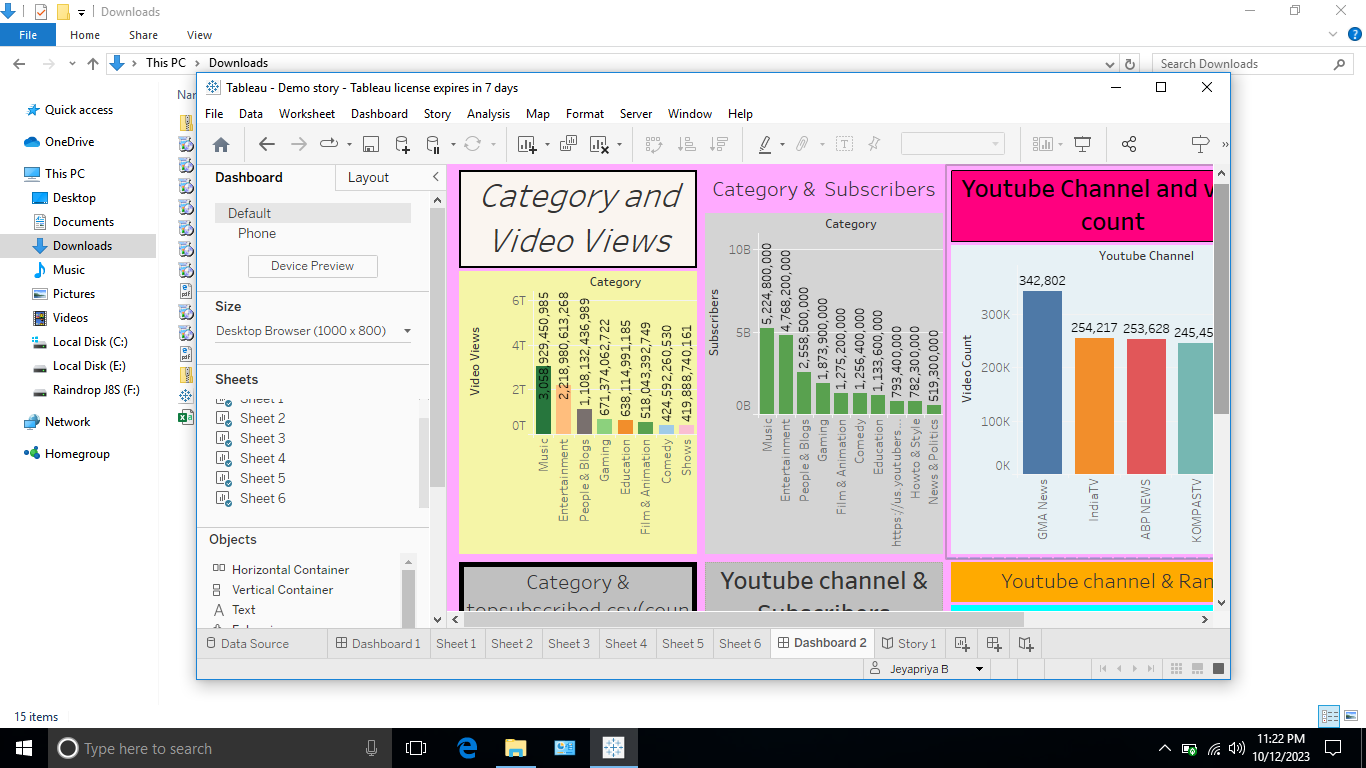 Downloads
File Home Share View
This PC Downloads
Search Downloads
Quick access
OneDrive
This PC
Desktop
Documents
Downloads
Music
Pictures
Videos
Local Disk (C:)
Local Disk (E:)
Raindrop J8S (F:)
Network
Homegroup
15 items
Tableau - Demo story - Tableau license expires in 7 days
File Data Worksheet Dashboard Story Analysis Map Format Server Window Help
Dashboard Layout
Default
Phone
Device Preview
Size
Desktop Browser (1000 x 800)
Sheets
Sheet 1
Sheet 2
Sheet 3
Sheet 4
Sheet 5
Sheet 6
Objects
Horizontal Container
Vertical Container
Text
Category and
Video Views
Category
Video Views
6T
4T
2T
0T
3,058,929,450,985
2,218,980,613,268
1,108,132,436,989
671,374,062,722
638,114,991,185
518,043,392,749
424,592,260,530
419,888,740,161
Music
Entertainment
People & Blogs
Gaming
Education
Film & Animation
Comedy
Shows
Category & Subscribers
Category
Subscribers
10B
5B
0B
5,224,800,000
4,768,200,000
2,558,500,000
1,873,900,000
1,275,200,000
1,256,400,000
1,133,600,000
793,400,000
782,300,000
519,300,000
Music
Entertainment
People & Blogs
Gaming
Film & Animation
Comedy
Education
https://us.youtubers...
Howto & Style
News & Politics
Youtube Channel and v
count
Youtube Channel
Video Count
300K
200K
100K
0K
342,802
254,217
253,628
245,45
GMA News
IndiaTV
ABP NEWS
KOMPASTV
Category &
topsubscribed.csv(coun
Youtube channel &
Subscribers
Youtube channel & Ran
Data Source Dashboard 1 Sheet 1 Sheet 2 Sheet 3 Sheet 4 Sheet 5 Sheet 6 Dashboard 2 Story 1
Jeyapriya B
Type here to search
11:22 PM
10/12/2023